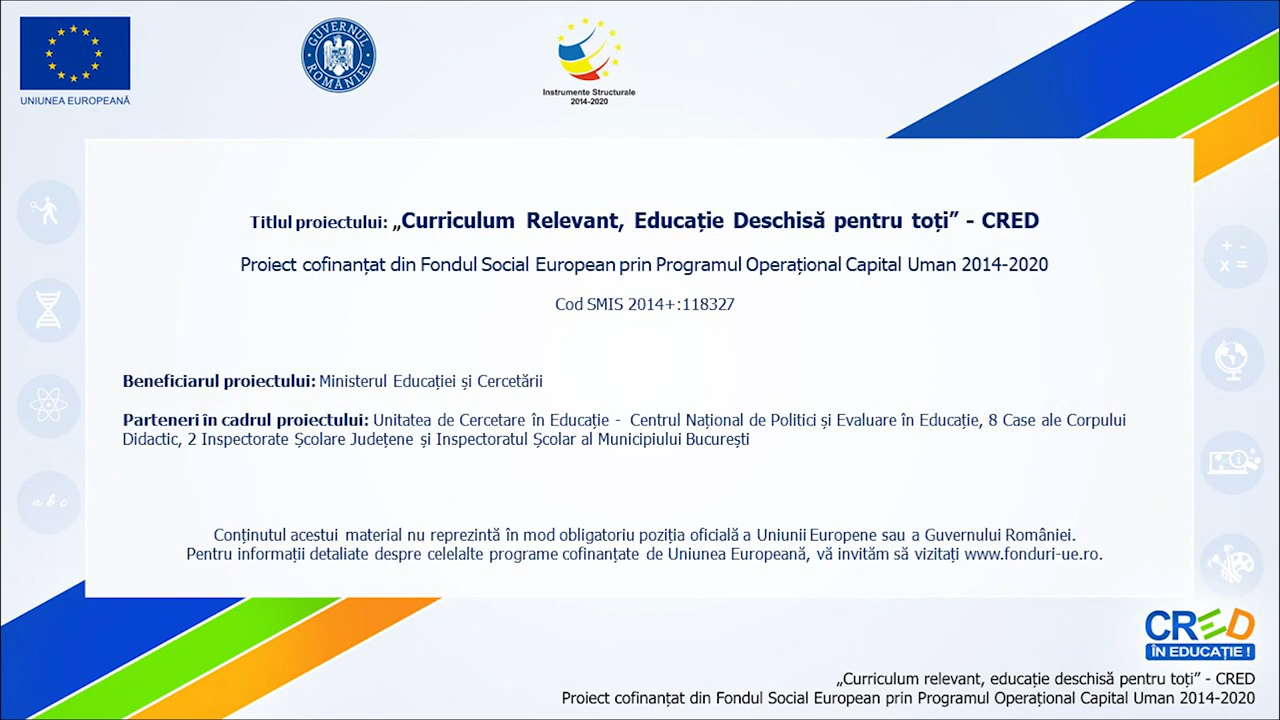 UNIUNEA EUROPEANĂ
GUVERNUL ROMÂNIEI
Instrumente Structurale
2014-2020
Titlul proiectului: „Curriculum Relevant, Educație Deschisă pentru toți” - CRED
Proiect cofinanțat din Fondul Social European prin Programul Operațional Capital Uman 2014-2020
Cod SMIS 2014+:118327
+ -
x =
Beneficiarul proiectului: Ministerul Educației și Cercetării
Parteneri în cadrul proiectului: Unitatea de Cercetare în Educație - Centrul Național de Politici și Evaluare în Educație, 8 Case ale Corpului
Didactic, 2 Inspectorate Școlare Județene și Inspectoratul Școlar al Municipiului București
a b c
Conținutul acestui material nu reprezintă în mod obligatoriu poziția oficială a Uniunii Europene sau a Guvernului României.
Pentru informații detaliate despre celelalte programe cofinanțate de Uniunea Europeană, vă invităm să vizitați www.fonduri-ue.ro.
CRED
ÎN EDUCAȚIE !
„Curriculum relevant, educație deschisă pentru toți” - CRED
Proiect cofinanțat din Fondul Social European prin Programul Operațional Capital Uman 2014-2020